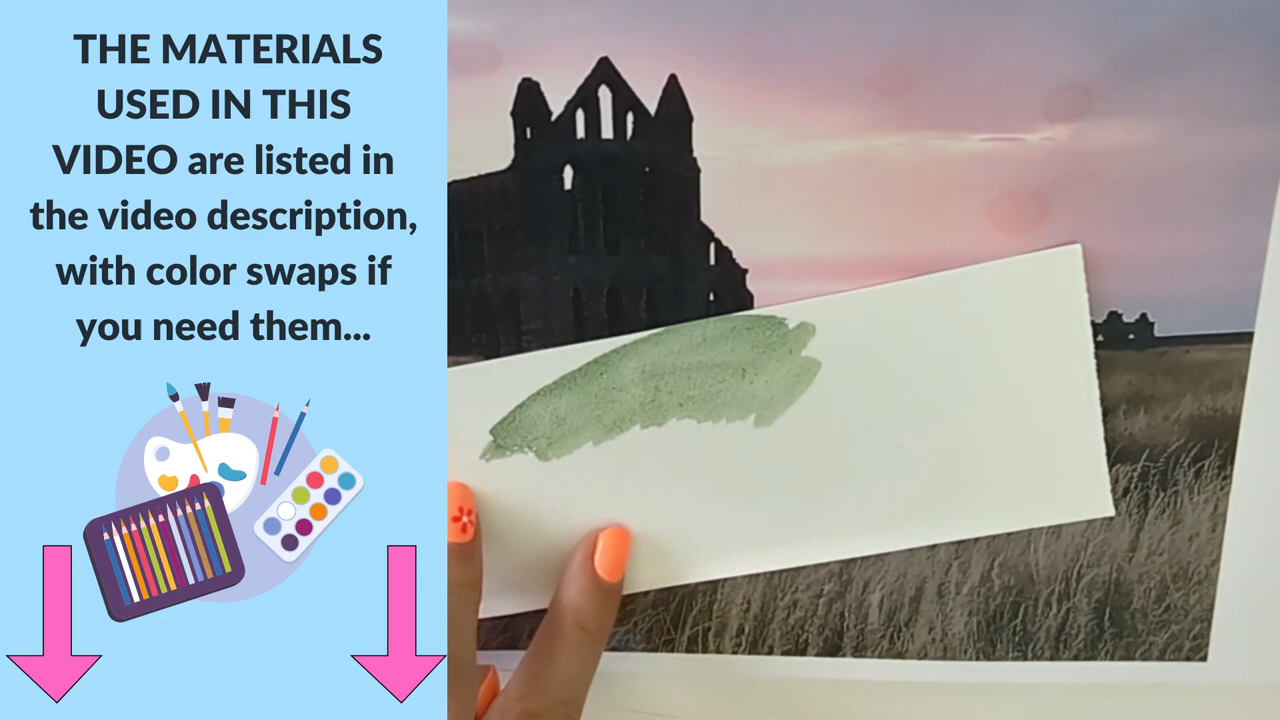 THE MATERIALS
USED IN THIS
VIDEO are listed in
the video description,
with color swaps if
you need them...